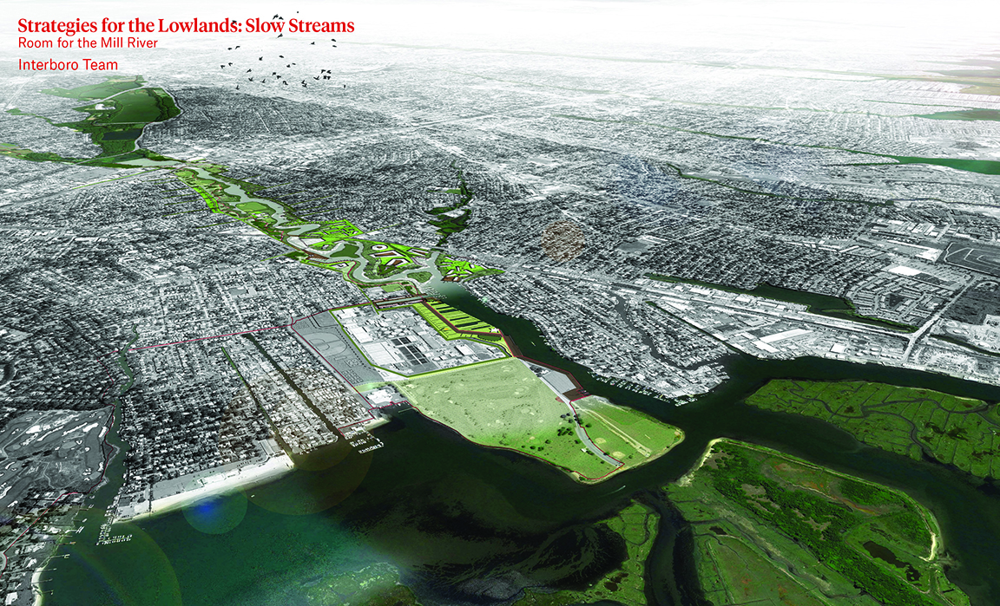 Strategies for the Lowlands: Slow Streams
Room for the Mill River
Interboro Team